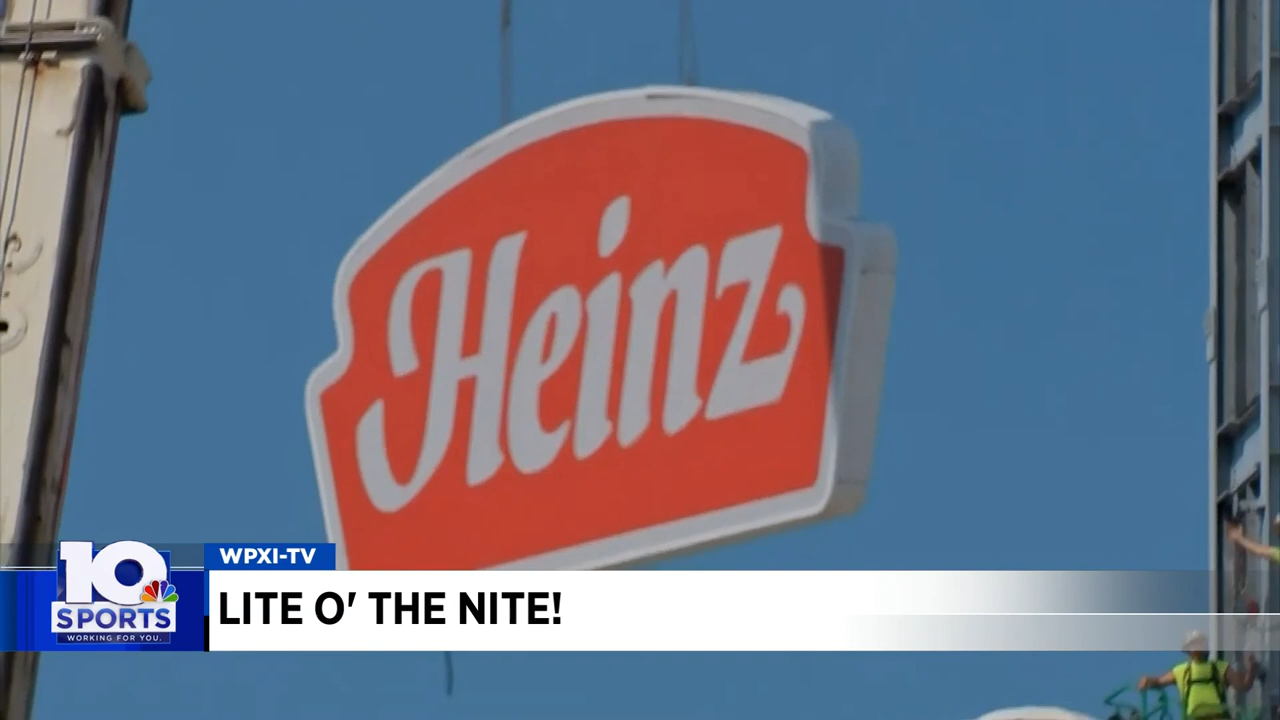 Heinz
WPXI-TV
10
SPORTS
WORKING FOR YOU.
LITE O' THE NITE!